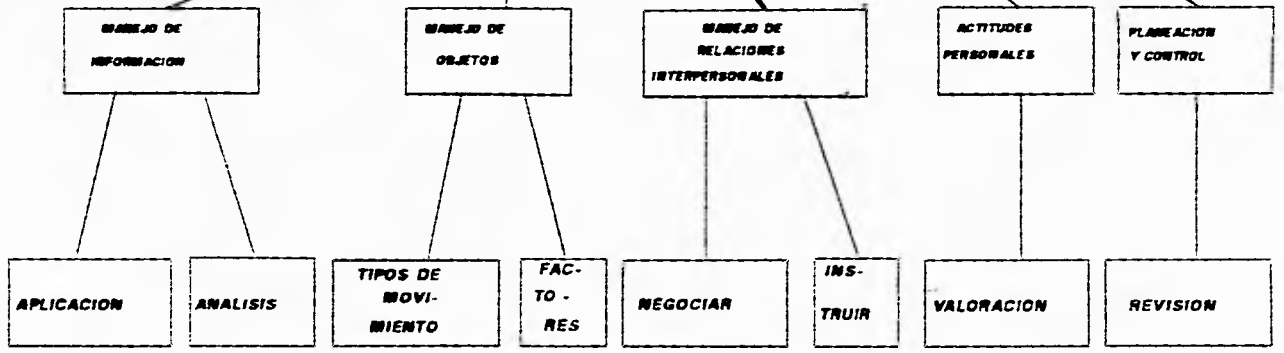 MANEJO DE
INFORMACION
MANEJO DE
OBJETOS
MANEJO DE
RELACIONES
INTERPERSONALES
ACTITUDES
PERSONALES
PLANEACION
Y CONTROL
APLICACION
ANALISIS
TIPOS DE
MOVI-
MIENTO
FAC-
TO -
RES
NEGOCIAR
INS-
TRUIR
VALORACION
REVISION